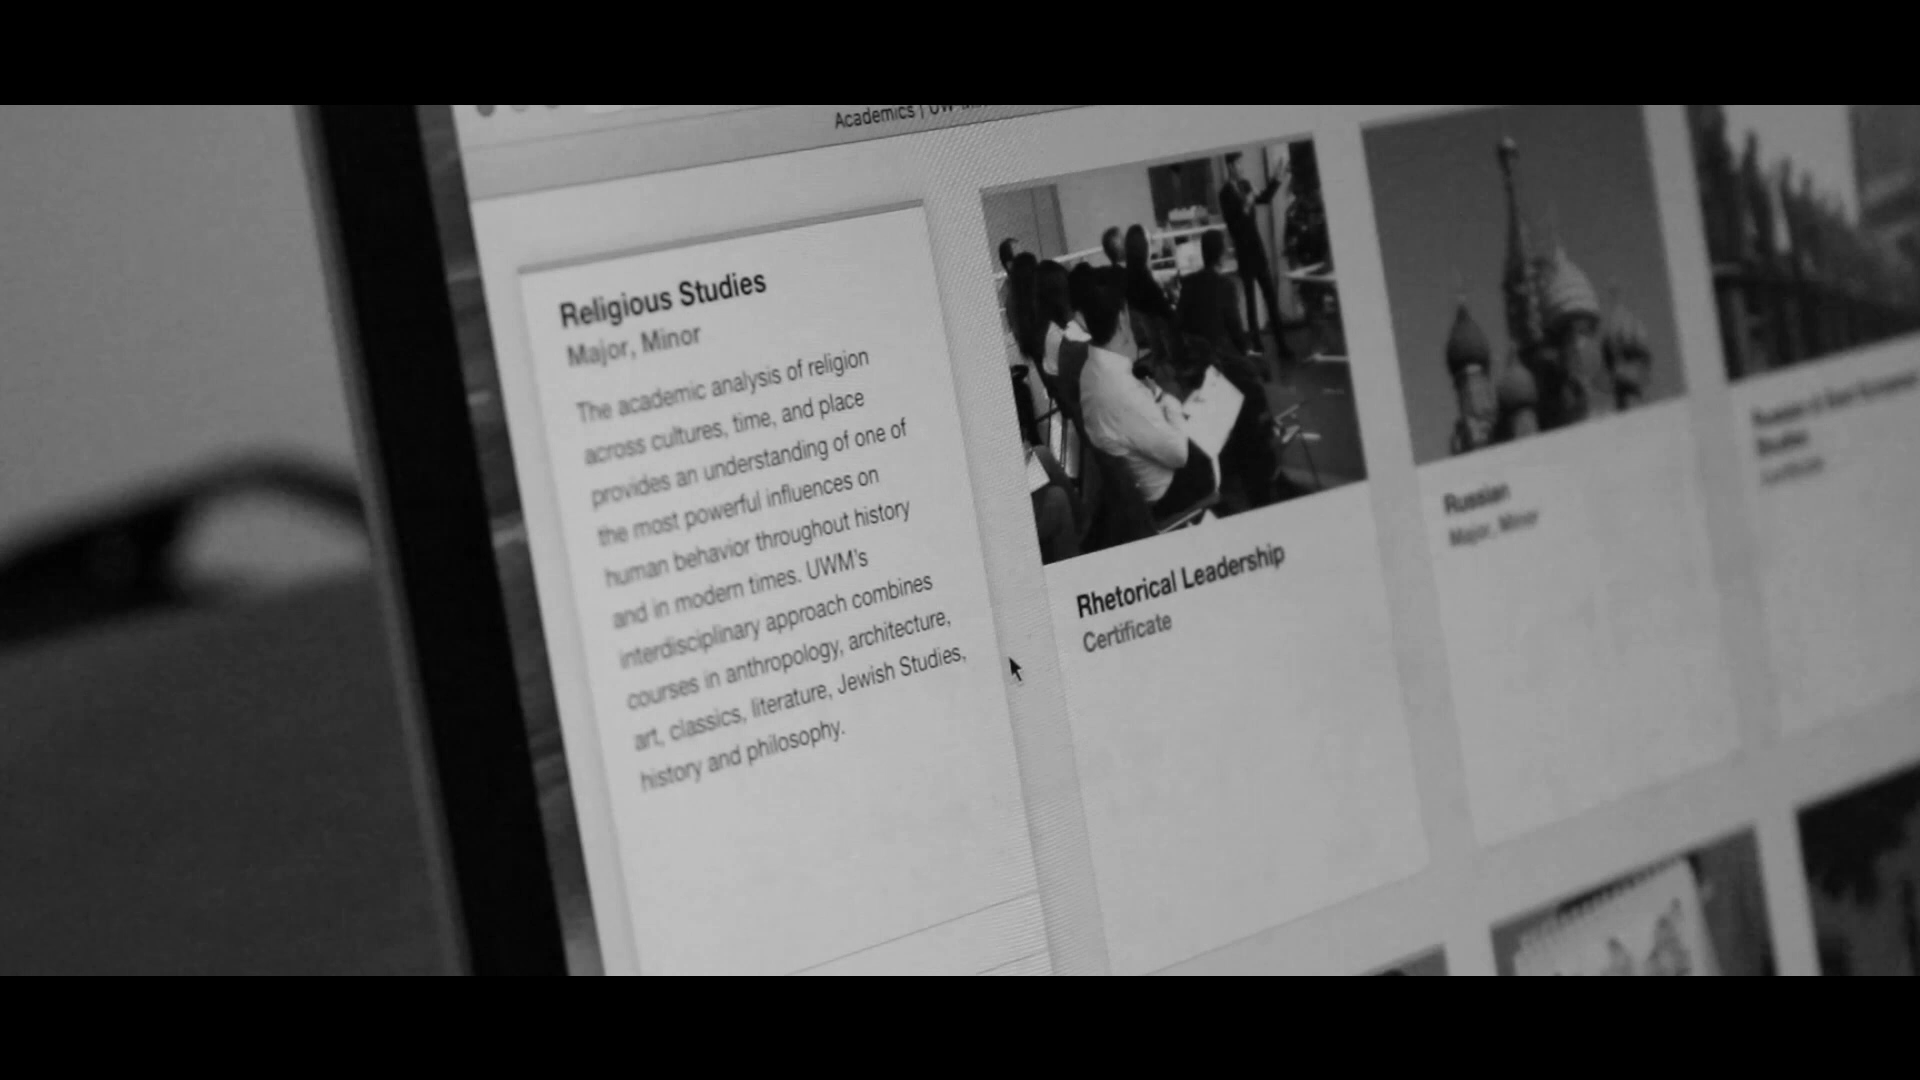 Academics |
Religious Studies
Major, Minor
The academic analysis of religion
across cultures, time, and place
provides an understanding of one of
the most powerful influences on
human behavior throughout history
and in modern times. UWM's
interdisciplinary approach combines
courses in anthropology, architecture,
art, classics, literature, Jewish Studies,
history and philosophy.
Rhetorical Leadership
Certificate
Russian
Major, Minor
Studies